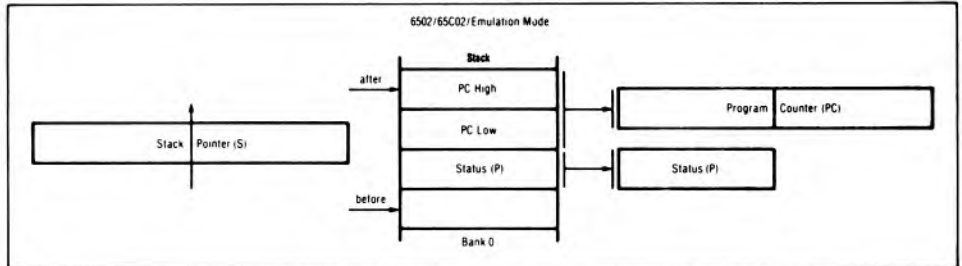 6502/65C02/Emulation Mode
Stack
after
PC High
Program Counter (PC)
PC Low
Stack Pointer (S)
Status (P)
Status (P)
before
Bank 0